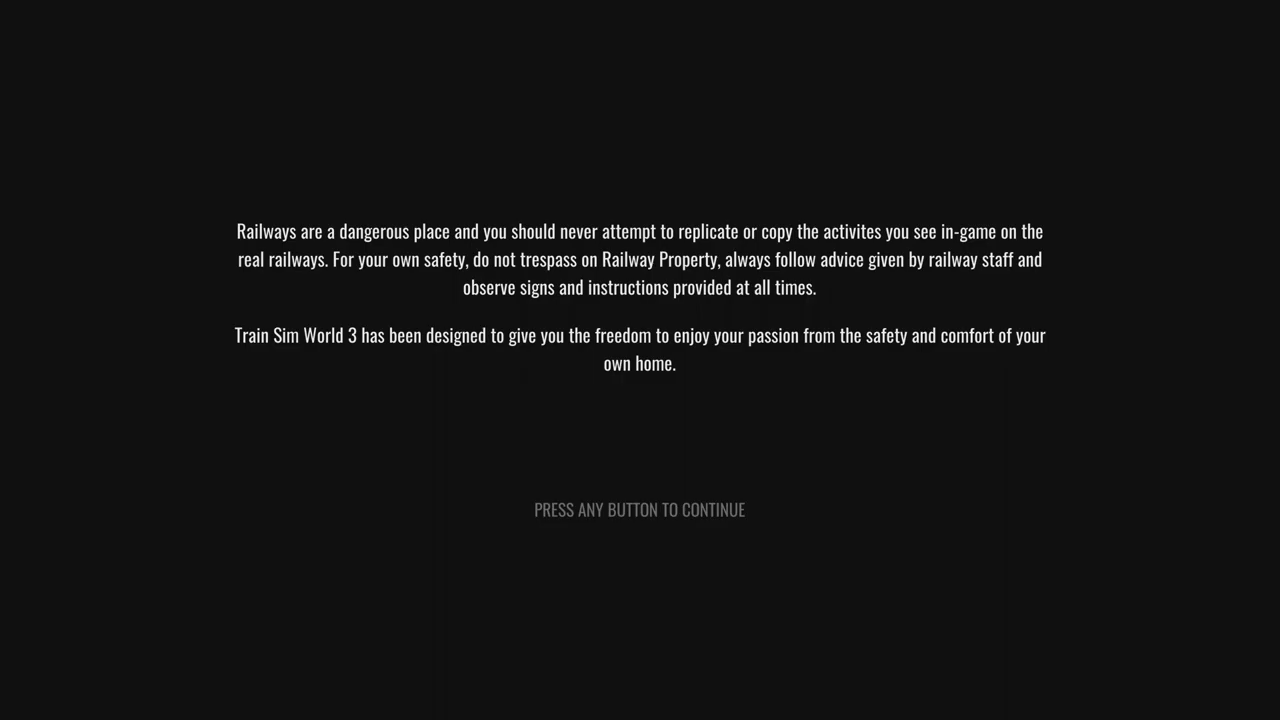 Railways are a dangerous place and you should never attempt to replicate or copy the activites you see in-game on the
real railways. For your own safety, do not trespass on Railway Property, always follow advice given by railway staff and
observe signs and instructions provided at all times.
Train Sim World 3 has been designed to give you the freedom to enjoy your passion from the safety and comfort of your
own home.
PRESS ANY BUTTON TO CONTINUE